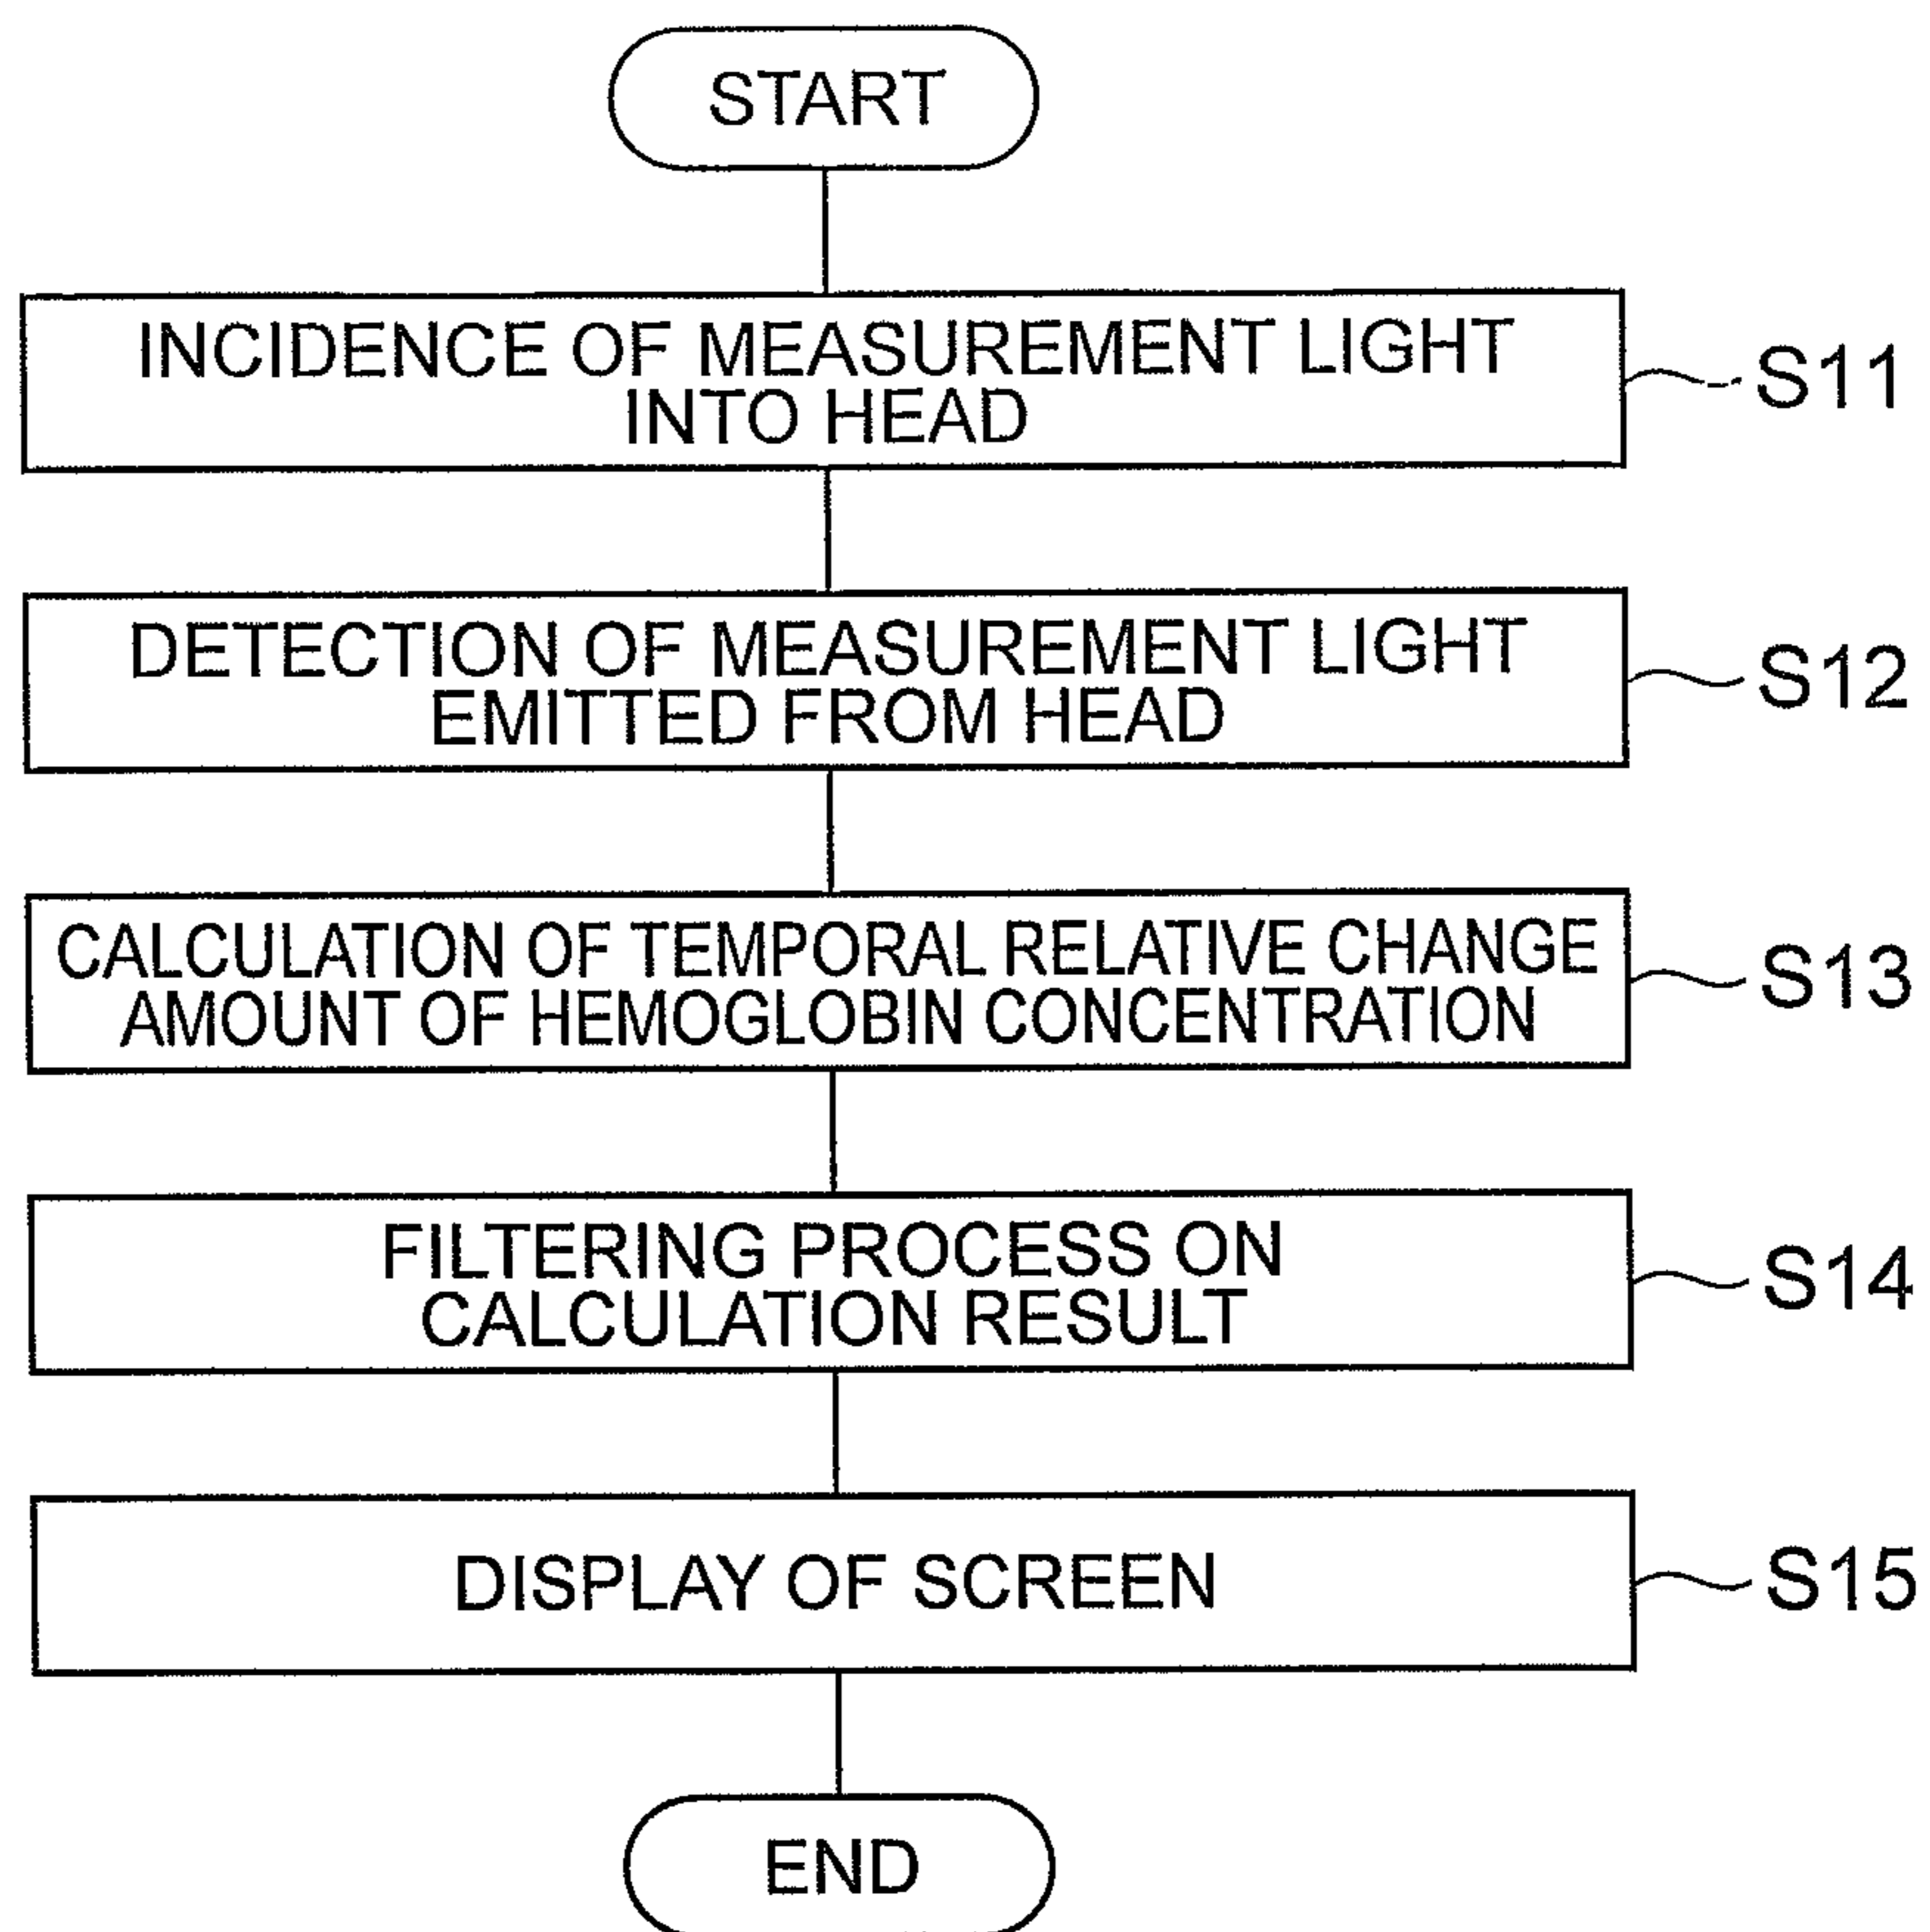 START
INCIDENCE OF MEASUREMENT LIGHT
INTO HEAD
S11
DETECTION OF MEASUREMENT LIGHT
EMITTED FROM HEAD
S12
CALCULATION OF TEMPORAL RELATIVE CHANGE
AMOUNT OF HEMOGLOBIN CONCENTRATION
S13
FILTERING PROCESS ON
CALCULATION RESULT
S14
DISPLAY OF SCREEN
S15
END